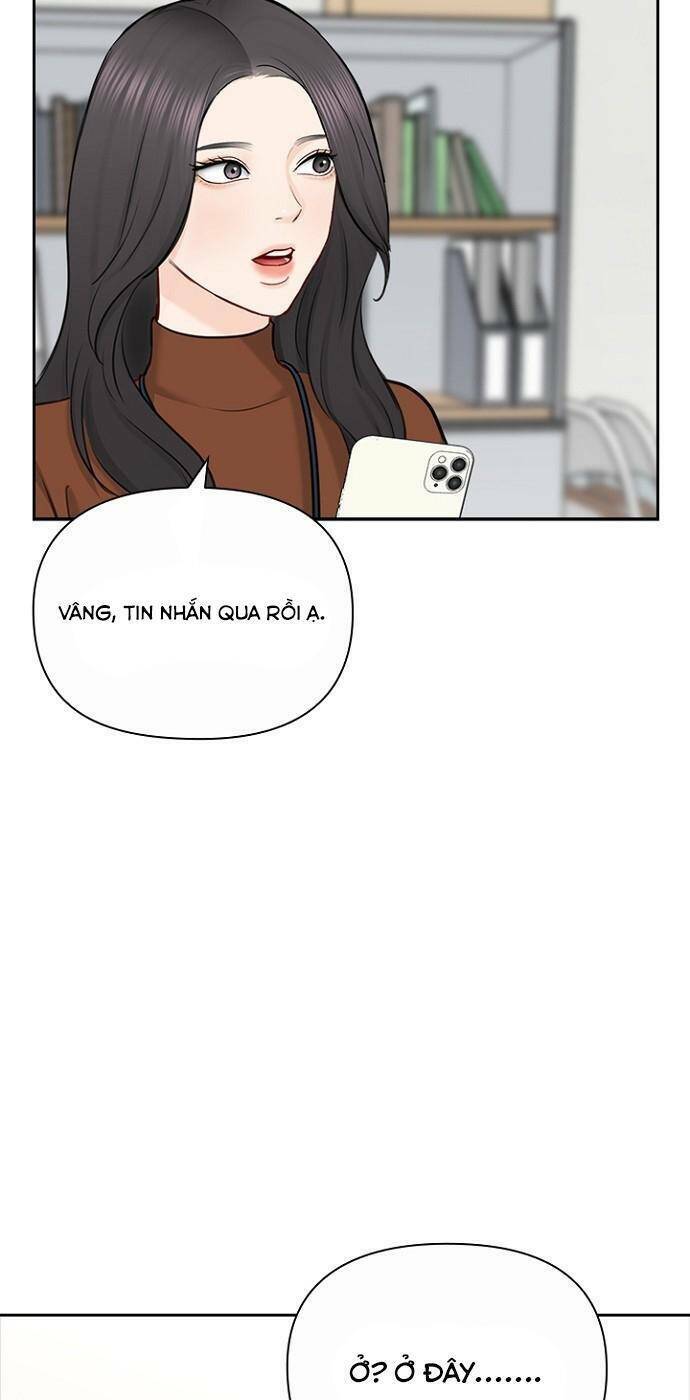 VÂNG, TIN NHẮN QUA RỒI Ạ.
Ở? Ở ĐÂY.......